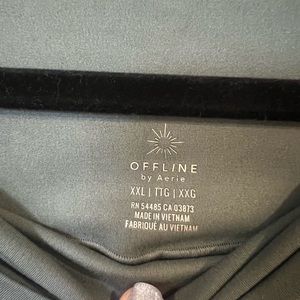 OFFLINE
by Aerie
XXL | TTG | XXG
RN 54485 CA 03873
MADE IN VIETNAM
FABRIQUÉ AU VIETNAM